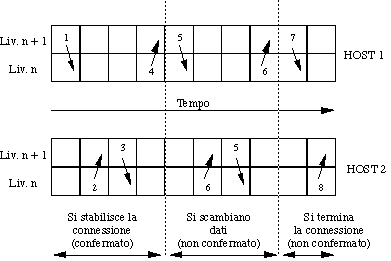 Liv. n + 1
1
5
7
Liv. n
4
6
HOST 1
Tempo
Liv. n + 1
3
5
Liv. n
2
6
8
HOST 2
Si stabilisce la
connessione
(confermato)
Si scambiano
dati
(non confermato)
Si termina
la connessione
(non confermato)